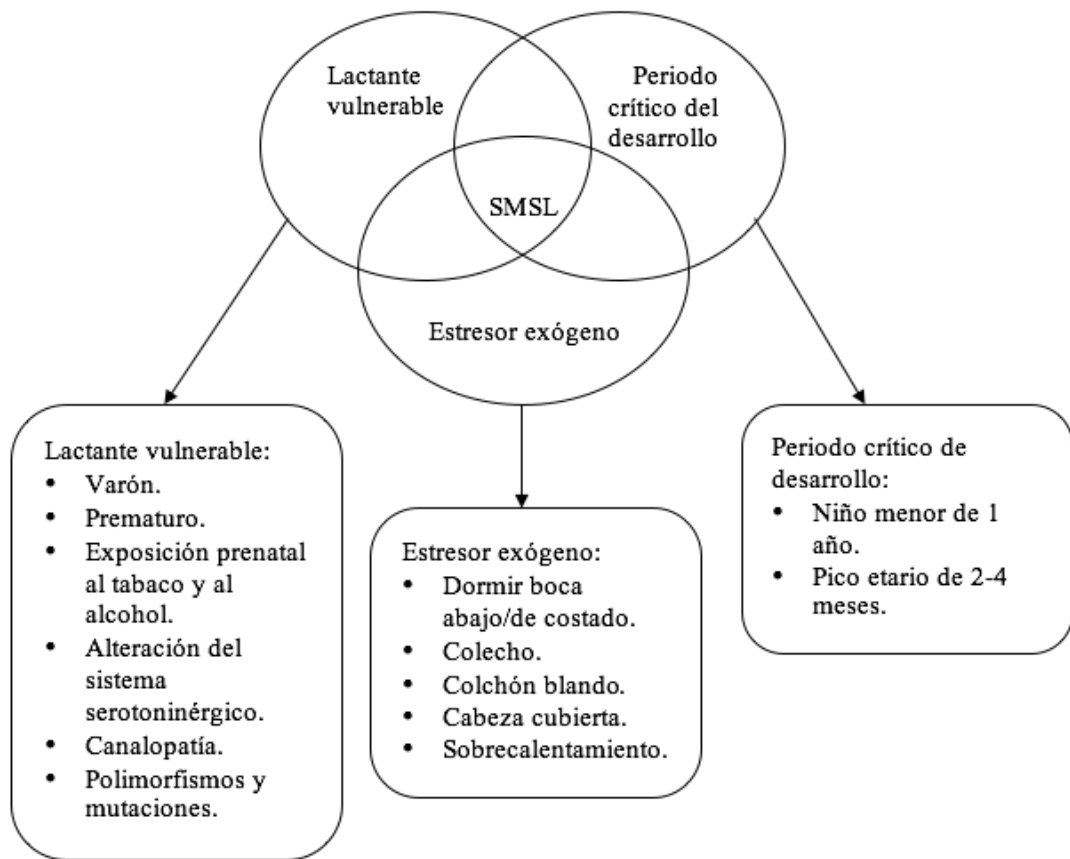 Lactante
vulnerable
Periodo
crítico del
desarrollo
SMSL
Estresor exógeno
Lactante vulnerable:
• Varón.
• Prematuro.
• Exposición prenatal
al tabaco y al
alcohol.
• Alteración del
sistema
serotoninérgico.
• Canalopatía.
• Polimorfismos y
mutaciones.
Estresor exógeno:
• Dormir boca
abajo/de costado.
• Colecho.
• Colchón blando.
• Cabeza cubierta.
• Sobrecalentamiento.
Periodo crítico de
desarrollo:
• Niño menor de 1
año.
• Pico etario de 2-4
meses.